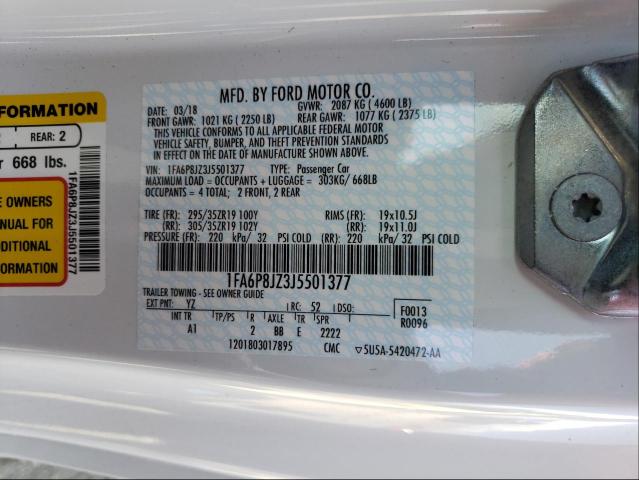 MFD. BY FORD MOTOR CO.
DATE: 03/18 GVWR: 2087 KG ( 4600 LB)
FRONT GAWR: 1021 KG ( 2250 LB) REAR GAWR: 1077 KG ( 2375 LB)
THIS VEHICLE CONFORMS TO ALL APPLICABLE FEDERAL MOTOR
VEHICLE SAFETY, BUMPER, AND THEFT PREVENTION STANDARDS
IN EFFECT ON THE DATE OF MANUFACTURE SHOWN ABOVE.
VIN: 1FA6P8JZ3J5501377 TYPE: Passenger Car
MAXIMUM LOAD = OCCUPANTS + LUGGAGE = 303KG/668LB
OCCUPANTS = 4 TOTAL; 2 FRONT, 2 REAR
TIRE (FR): 295/35ZR19 100Y RIMS (FR): 19x10.5J
(RR): 305/35ZR19 102Y (RR): 19x11.0J
PRESSURE (FR): 220 kPa/ 32 PSI COLD (RR) 220 kPa/ 32 PSI COLD
1FA6P8JZ3J5501377
TRAILER TOWING - SEE OWNER GUIDE
EXT PNT: YZ RC: 52 DSO: F0013
R0096
INT TR TP/PS R AXLE TR SPR
A1 2 BB E 2222
1201803017895 CMC 5U5A-5420472-AA
FORMATION
REAR: 2
r 668 lbs.
E OWNERS
NUAL FOR
DITIONAL
FORMATION
1FA6P8JZ3J5501377